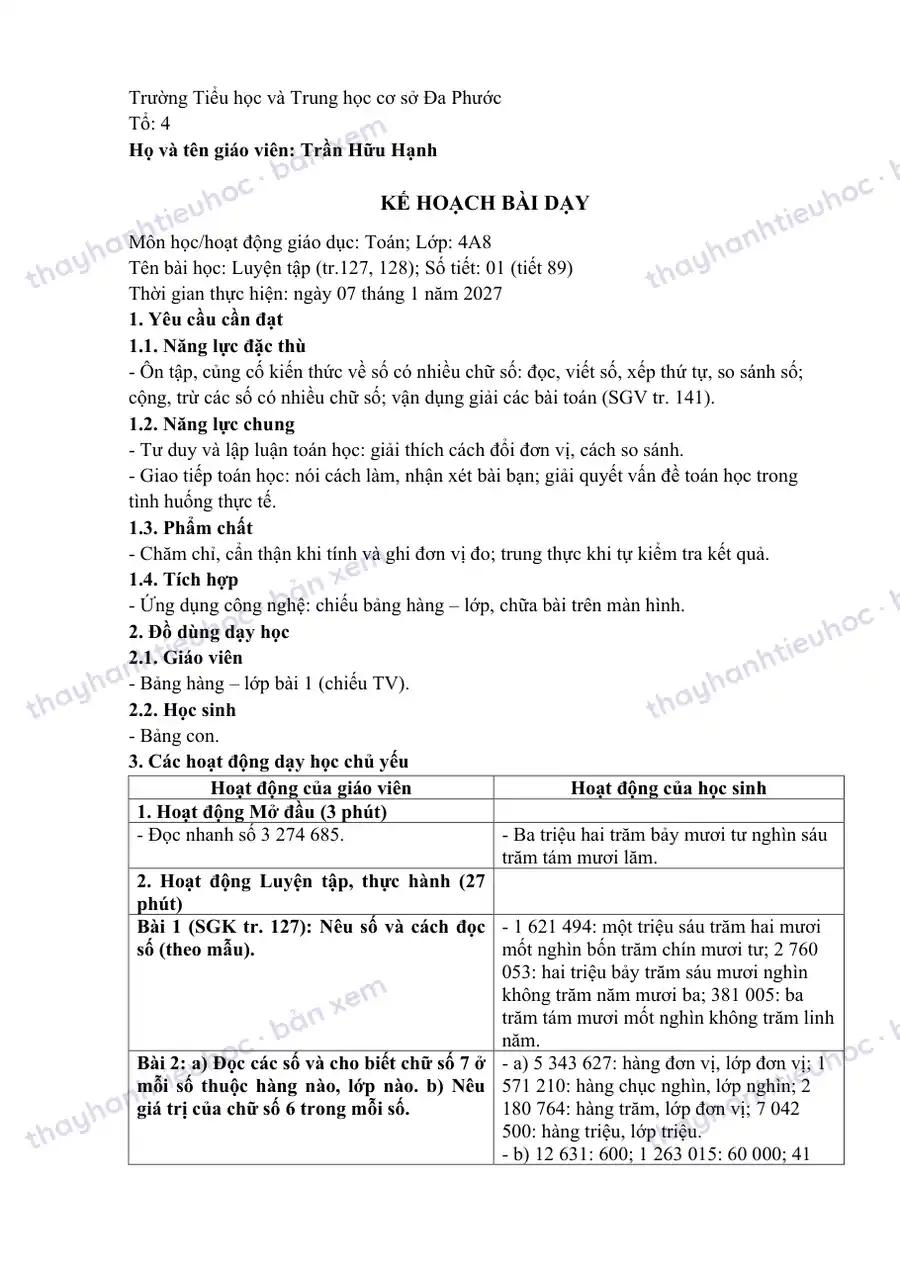 Trường Tiểu học và Trung học cơ sở Đa Phước
Tổ: 4
Họ và tên giáo viên: Trần Hữu Hạnh
KẾ HOẠCH BÀI DẠY
Môn học/hoạt động giáo dục: Toán; Lớp: 4A8
Tên bài học: Luyện tập (tr.127, 128); Số tiết: 01 (tiết 89)
Thời gian thực hiện: ngày 07 tháng 1 năm 2027
1. Yêu cầu cần đạt
1.1. Năng lực đặc thù
- Ôn tập, củng cố kiến thức về số có nhiều chữ số: đọc, viết số, xếp thứ tự, so sánh số;
cộng, trừ các số có nhiều chữ số; vận dụng giải các bài toán (SGV tr. 141).
1.2. Năng lực chung
- Tư duy và lập luận toán học: giải thích cách đổi đơn vị, cách so sánh.
- Giao tiếp toán học: nói cách làm, nhận xét bài bạn; giải quyết vấn đề toán học trong
tình huống thực tế.
1.3. Phẩm chất
- Chăm chỉ, cẩn thận khi tính và ghi đơn vị đo; trung thực khi tự kiểm tra kết quả.
1.4. Tích hợp
- Ứng dụng công nghệ: chiếu bảng hàng – lớp, chữa bài trên màn hình.
2. Đồ dùng dạy học
2.1. Giáo viên
- Bảng hàng – lớp bài 1 (chiếu TV).
2.2. Học sinh
- Bảng con.
3. Các hoạt động dạy học chủ yếu
Hoạt động của giáo viên
Hoạt động của học sinh
1. Hoạt động Mở đầu (3 phút)
- Đọc nhanh số 3 274 685.
- Ba triệu hai trăm bảy mươi tư nghìn sáu
trăm tám mươi lăm.
2. Hoạt động Luyện tập, thực hành (27
phút)
Bài 1 (SGK tr. 127): Nêu số và cách đọc
số (theo mẫu).
- 1 621 494: một triệu sáu trăm hai mươi
mốt nghìn bốn trăm chín mươi tư; 2 760
053: hai triệu bảy trăm sáu mươi nghìn
không trăm năm mươi ba; 381 005: ba
trăm tám mươi mốt nghìn không trăm linh
năm.
Bài 2: a) Đọc các số và cho biết chữ số 7 ở
mỗi số thuộc hàng nào, lớp nào. b) Nêu
giá trị của chữ số 6 trong mỗi số.
- a) 5 343 627: hàng đơn vị, lớp đơn vị; 1
571 210: hàng chục nghìn, lớp nghìn; 2
180 764: hàng trăm, lớp đơn vị; 7 042
500: hàng triệu, lớp triệu.
- b) 12 631: 600; 1 263 015: 60 000; 41
thayhanhtieuhoc · bản xem
thayhanhtieuhoc · b
thayhanhtieuhoc · bản xem
thayhanhtieuhoc · b
thayhanhtieuhoc · bản xem
thayhanhtieuhoc · b